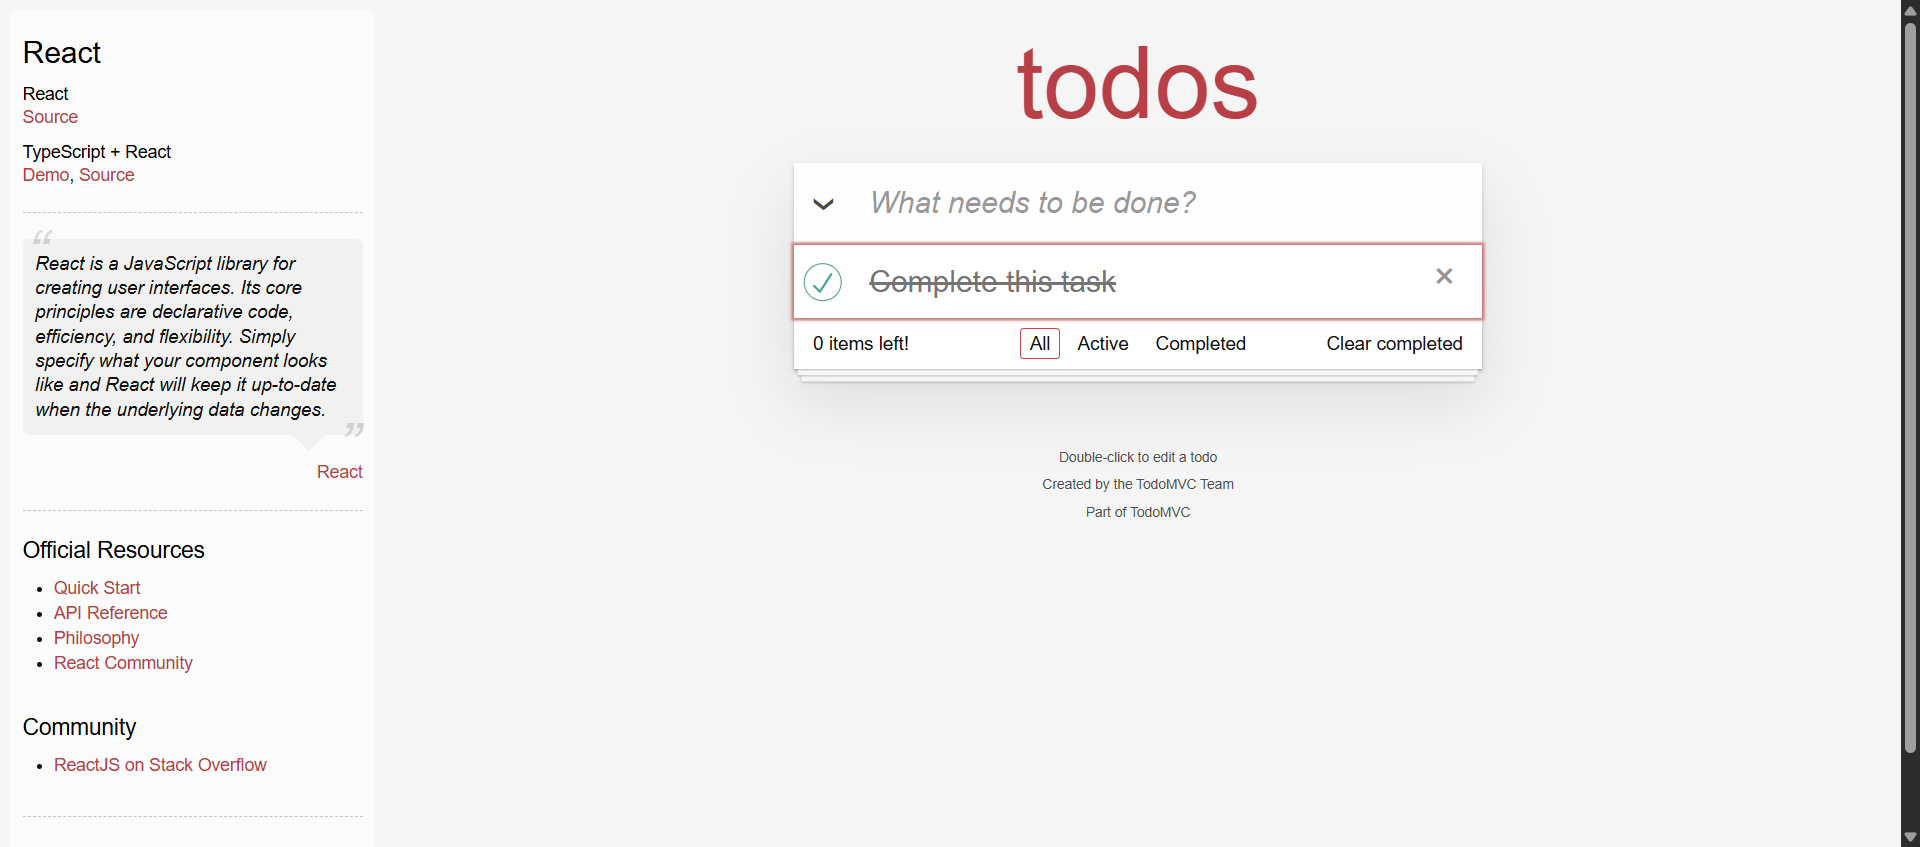 React
React
Source
TypeScript + React
Demo, Source
“
React is a JavaScript library for
creating user interfaces. Its core
principles are declarative code,
efficiency, and flexibility. Simply
specify what your component looks
like and React will keep it up-to-date
when the underlying data changes.
”
React
Official Resources
Quick Start
API Reference
Philosophy
React Community
Community
ReactJS on Stack Overflow
todos
What needs to be done?
Complete this task
0 items left!
All Active Completed
Clear completed
Double-click to edit a todo
Created by the TodoMVC Team
Part of TodoMVC